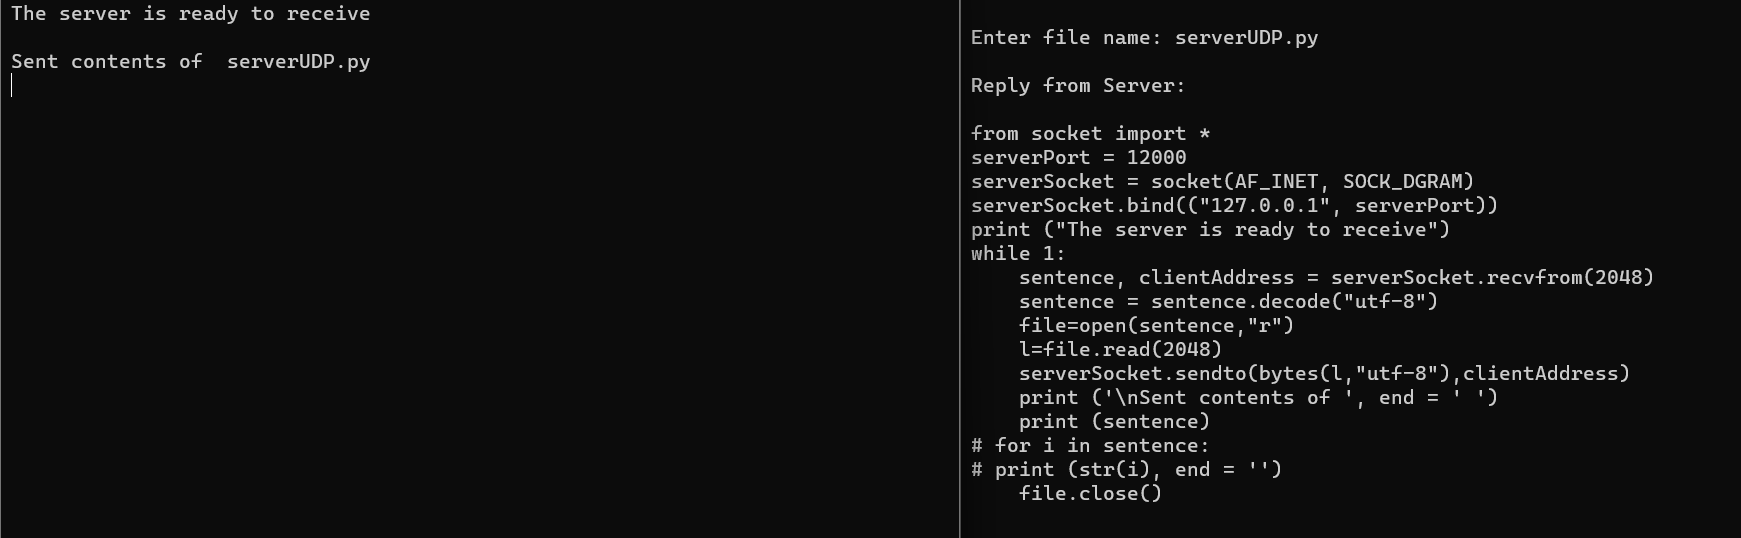 The server is ready to receive

Sent contents of  serverUDP.py

Enter file name: serverUDP.py

Reply from Server:

from socket import *
serverPort = 12000
serverSocket = socket(AF_INET, SOCK_DGRAM)
serverSocket.bind(("127.0.0.1", serverPort))
print ("The server is ready to receive")
while 1:
    sentence, clientAddress = serverSocket.recvfrom(2048)
    sentence = sentence.decode("utf-8")
    file=open(sentence,"r")
    l=file.read(2048)
    serverSocket.sendto(bytes(l,"utf-8"),clientAddress)
    print ('\nSent contents of ', end = ' ')
    print (sentence)
# for i in sentence:
# print (str(i), end = '')
    file.close()